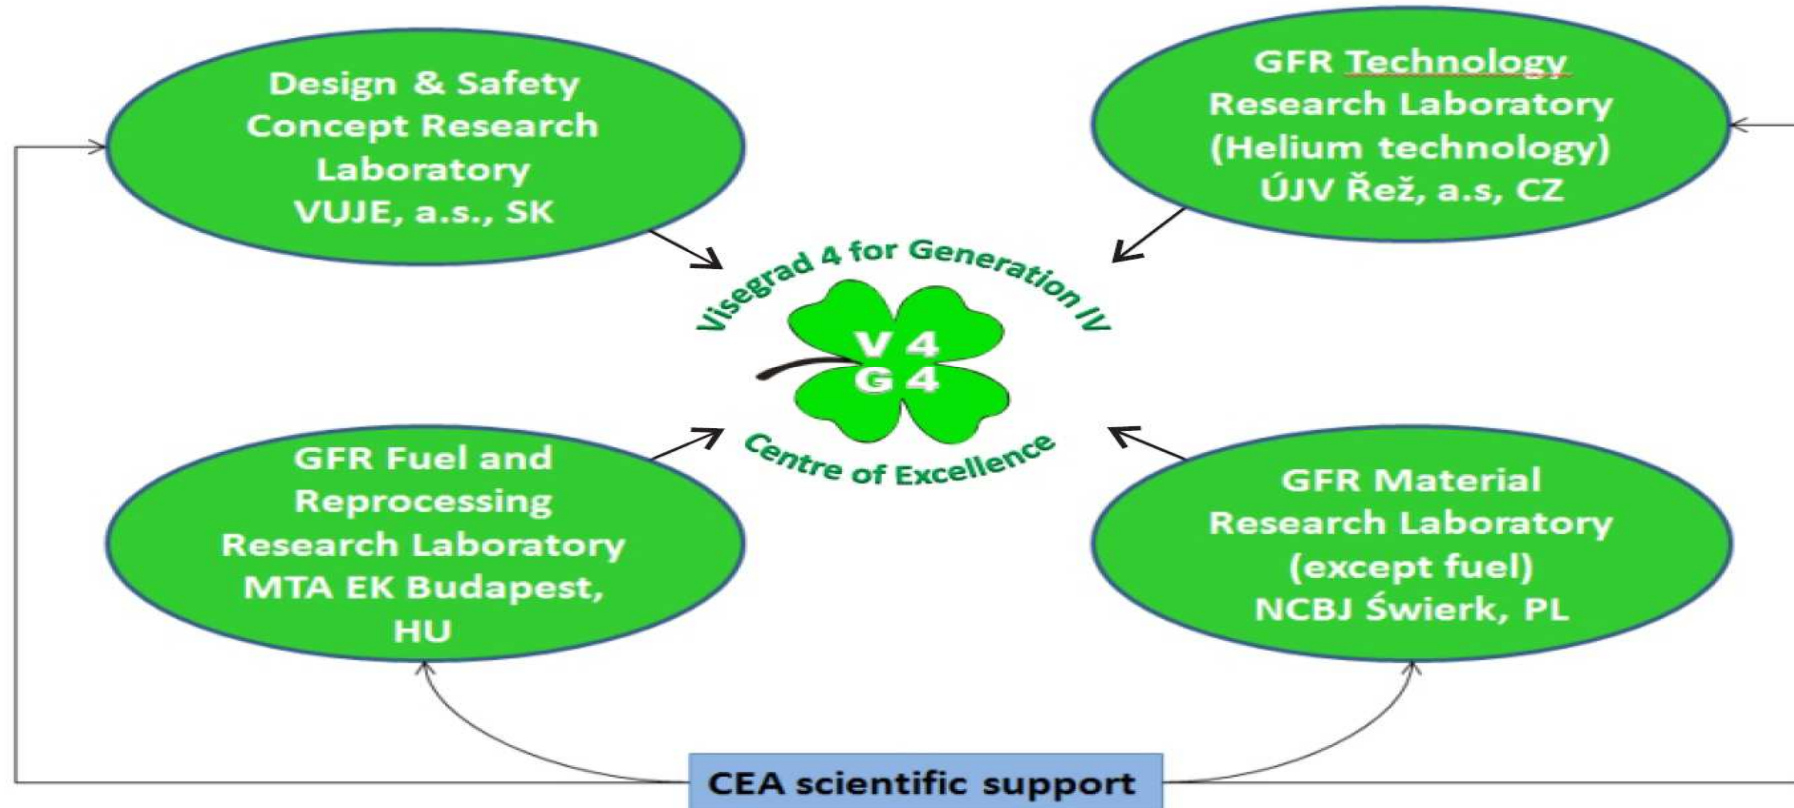 Design & Safety
Concept Research
Laboratory
VUJE, a.s., SK
GFR Technology
Research Laboratory
(Helium technology)
ÚJV Řež, a.s, CZ
Visegrad 4 for Generation IV
V 4
G 4
Centre of Excellence
GFR Fuel and
Reprocessing
Research Laboratory
MTA EK Budapest,
HU
GFR Material
Research Laboratory
(except fuel)
NCBJ Świerk, PL
CEA scientific support